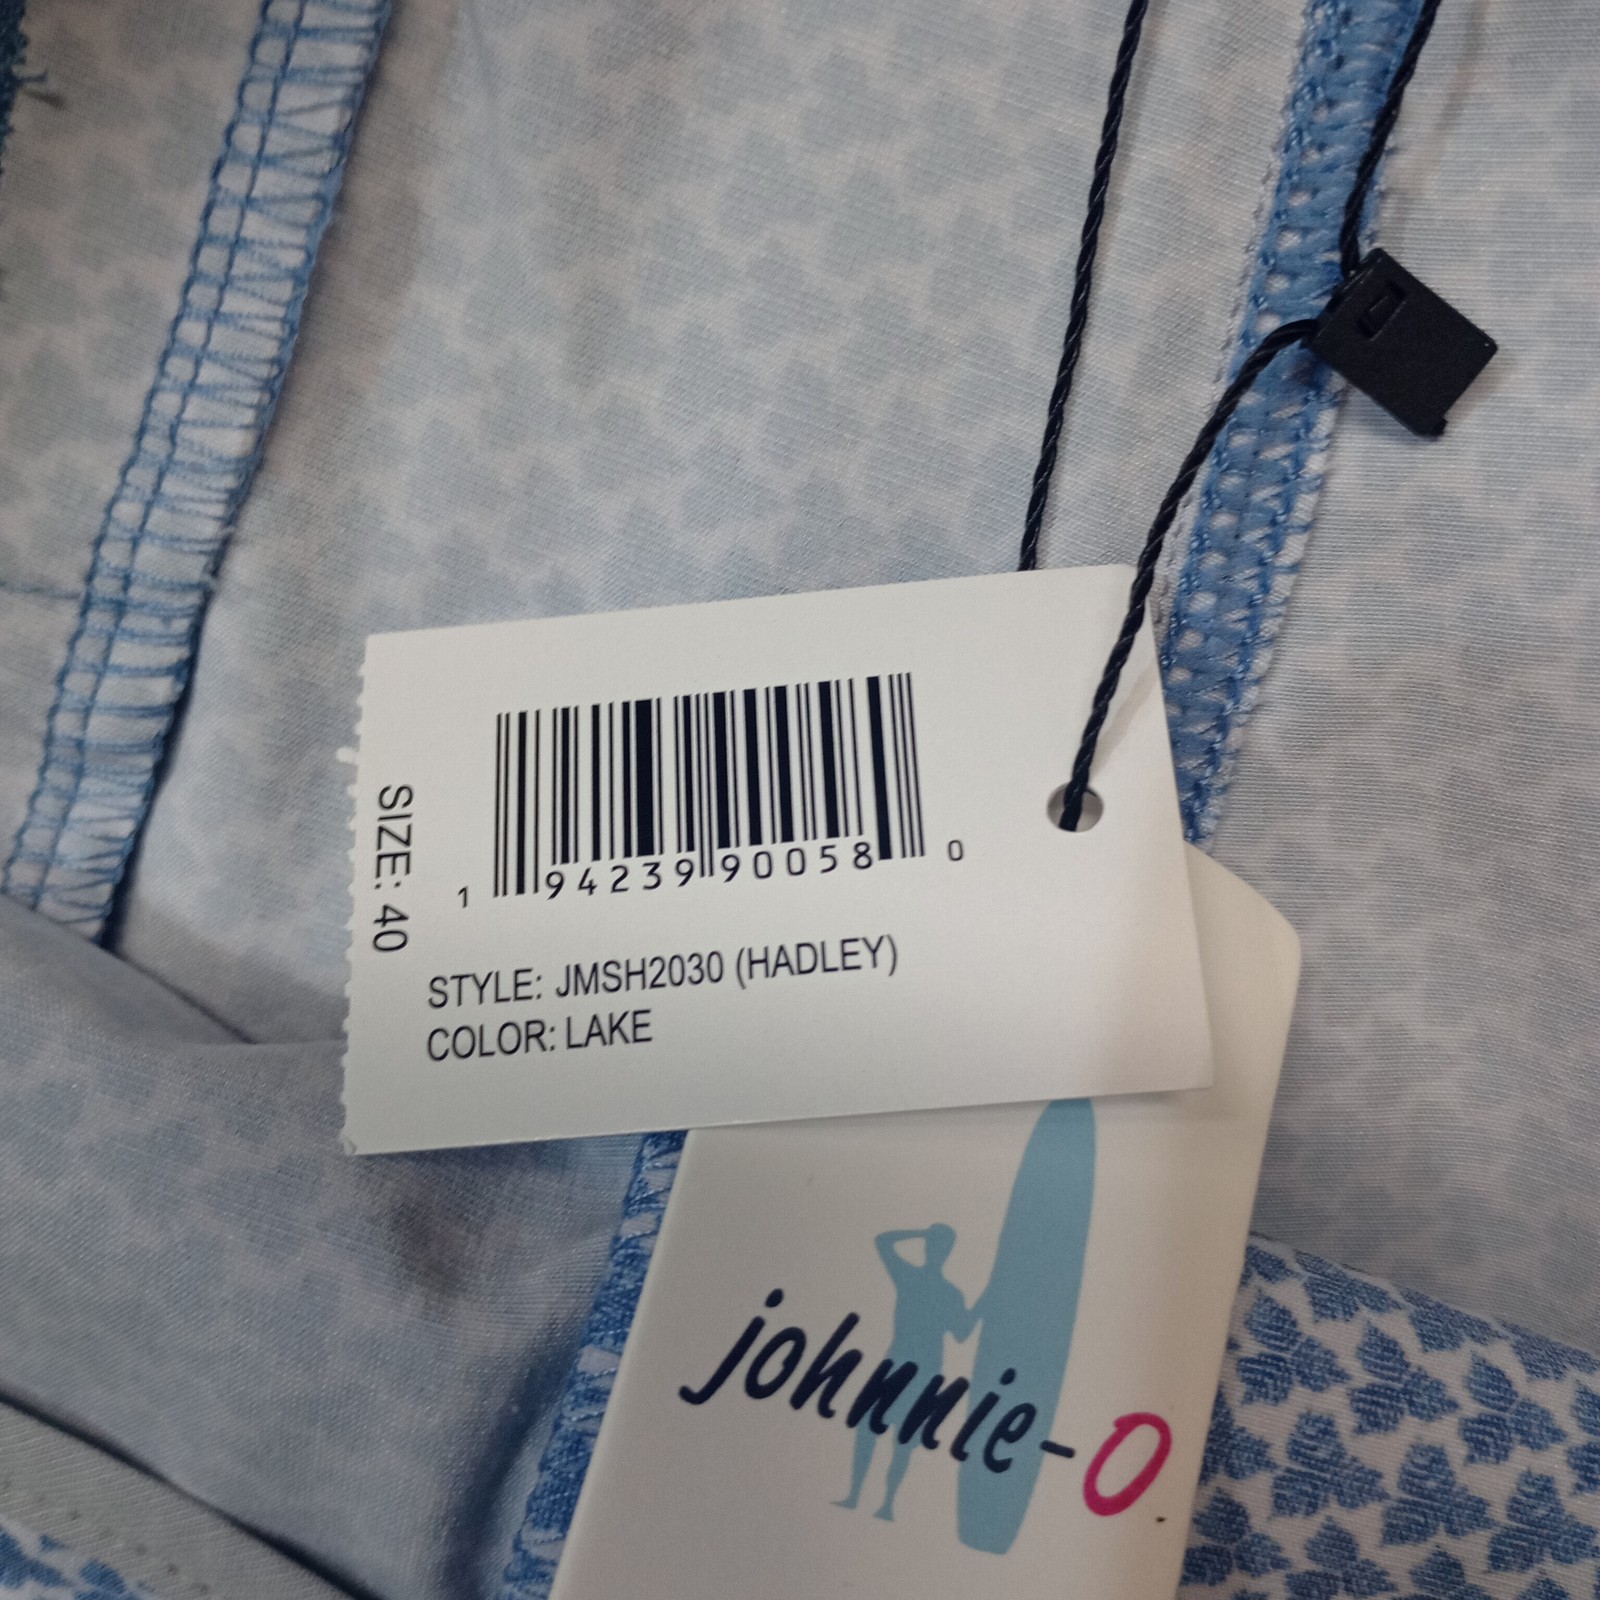 SIZE: 40
1 94239 90058 0
STYLE: JMSH2030 (HADLEY)
COLOR: LAKE
johnnie-O